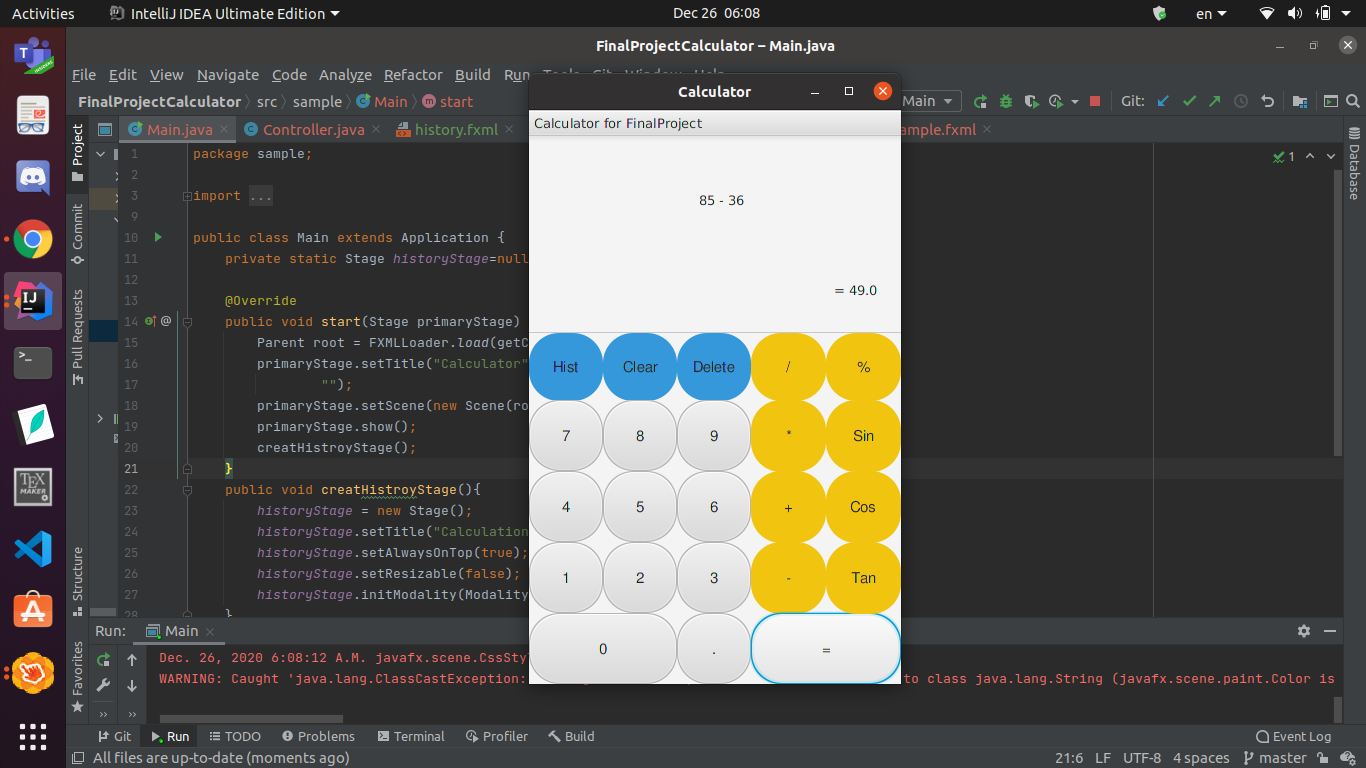 Activities IntelliJ IDEA Ultimate Edition Dec 26 06:08 en
FinalProjectCalculator – Main.java
File Edit View Navigate Code Analyze Refactor Build Run
FinalProjectCalculator src sample Main start Main Git:
Main.java Controller.java history.fxml ample.fxml
Project
Commit
Pull Requests
Structure
Favorites
Database
1 package sample;
2
3 import ...
9
10 public class Main extends Application {
11 private static Stage historyStage=null
12
13 @Override
14 @ public void start(Stage primaryStage)
15 Parent root = FXMLLoader.load(getC
16 primaryStage.setTitle("Calculator"
17 "");
18 primaryStage.setScene(new Scene(ro
19 primaryStage.show();
20 creatHistroyStage();
21 }
22 public void creatHistroyStage(){
23 historyStage = new Stage();
24 historyStage.setTitle("Calculation
25 historyStage.setAlwaysOnTop(true);
26 historyStage.setResizable(false);
27 historyStage.initModality(Modality
28 }
1
Calculator
Calculator for FinalProject
85 - 36
= 49.0
Hist Clear Delete / %
7 8 9 * Sin
4 5 6 + Cos
1 2 3 - Tan
0 . =
Run: Main
Dec. 26, 2020 6:08:12 A.M. javafx.scene.CssSty
WARNING: Caught 'java.lang.ClassCastException: to class java.lang.String (javafx.scene.paint.Color is
Git Run TODO Problems Terminal Profiler Build Event Log
All files are up-to-date (moments ago) 21:6 LF UTF-8 4 spaces master
TEX
MAKER